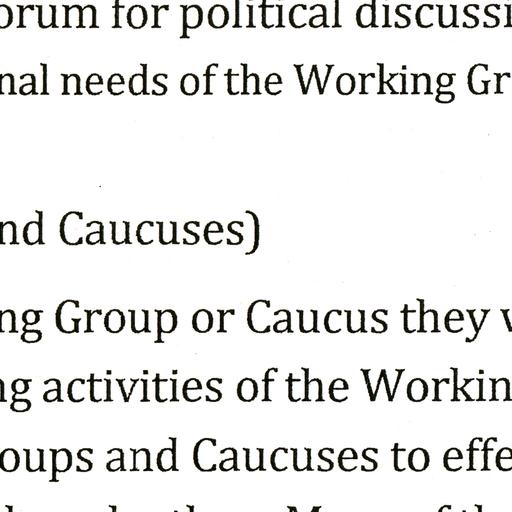 orum for political discussi
nal needs of the Working Gr
nd Caucuses)
ng Group or Caucus they v
ng activities of the Workin
oups and Caucuses to effe